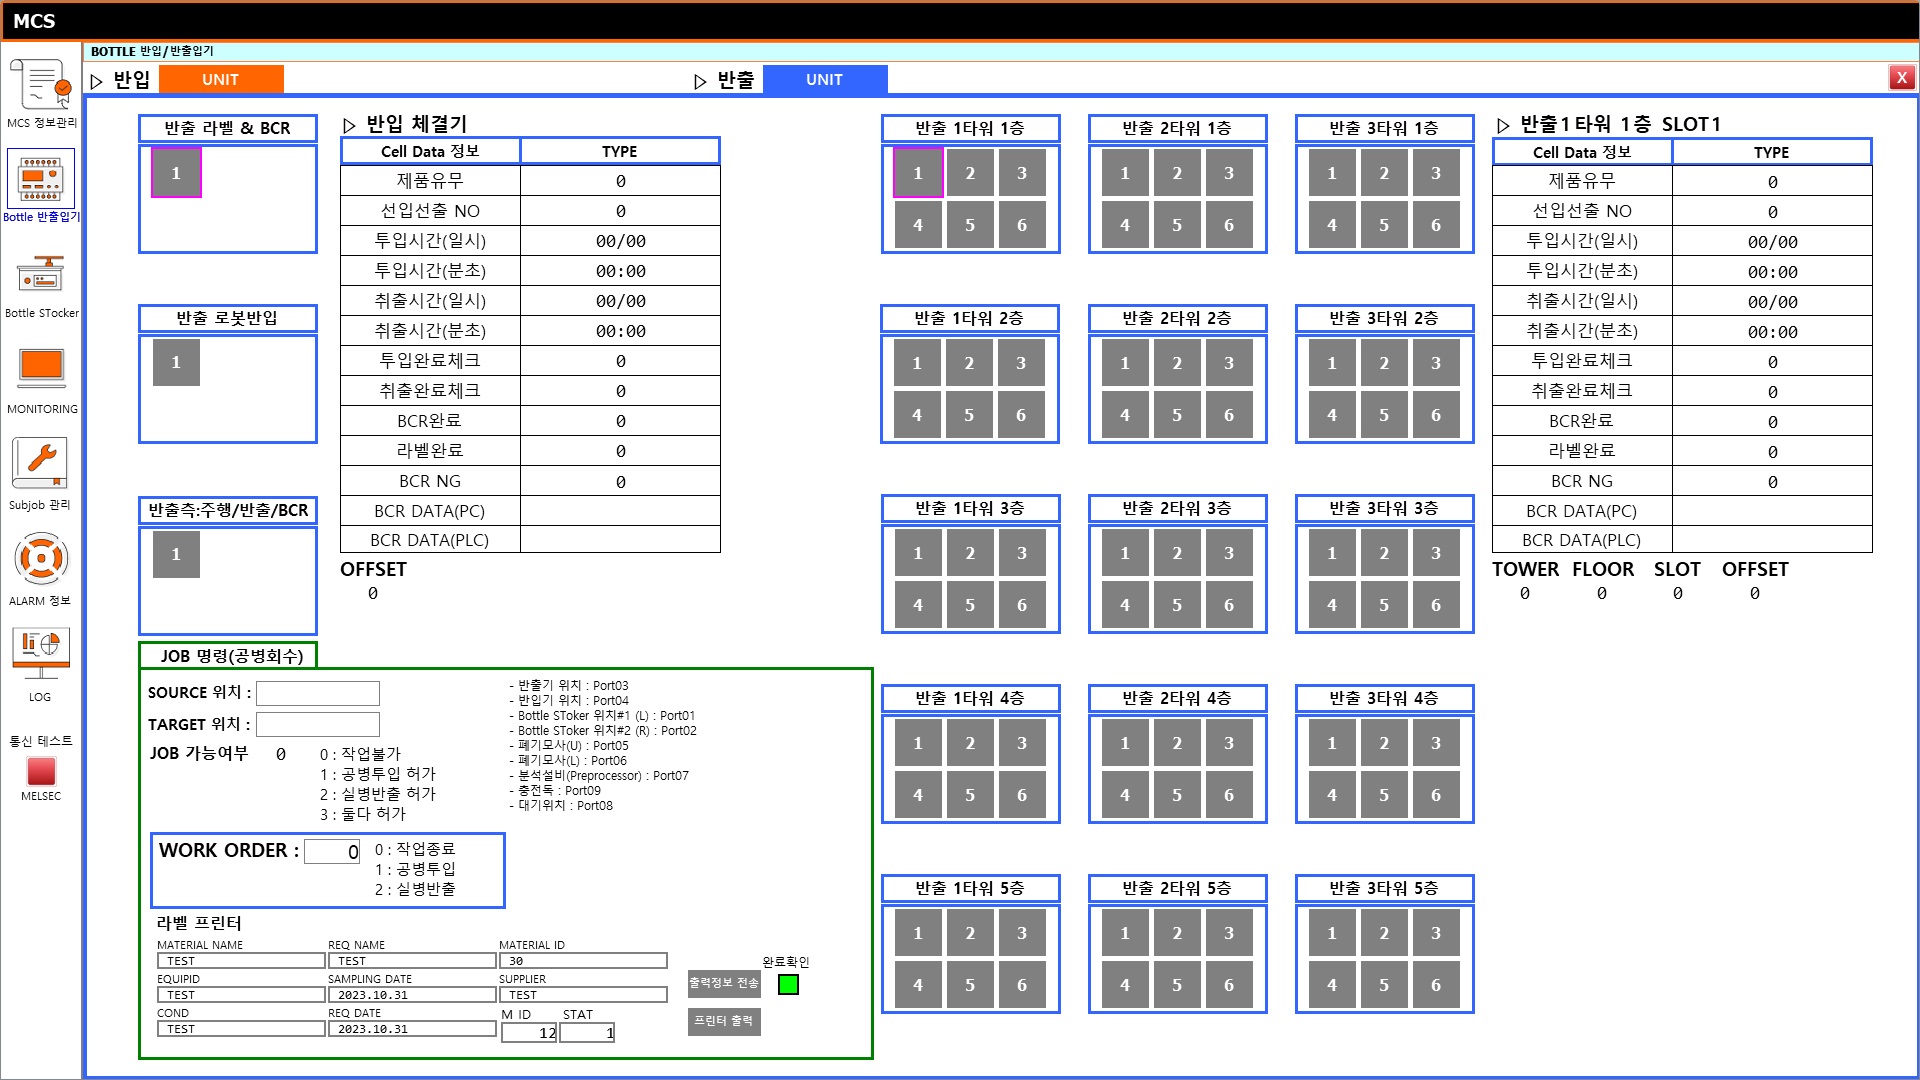 MCS
BOTTLE 반입/반출입기
▷ 반입 UNIT
▷ 반출 UNIT
X
MCS 정보관리
Bottle 반출입기
Bottle STocker
MONITORING
Subjob 관리
ALARM 정보
LOG
통신 테스트
MELSEC
반출 라벨 & BCR
1
반출 로봇반입
1
반출측:주행/반출/BCR
1
▷ 반입 체결기
Cell Data 정보 TYPE
제품유무 0
선입선출 NO 0
투입시간(일시) 00/00
투입시간(분초) 00:00
취출시간(일시) 00/00
취출시간(분초) 00:00
투입완료체크 0
취출완료체크 0
BCR완료 0
라벨완료 0
BCR NG 0
BCR DATA(PC)
BCR DATA(PLC)
OFFSET
0
JOB 명령(공병회수)
SOURCE 위치 :
TARGET 위치 :
JOB 가능여부 0
0 : 작업불가
1 : 공병투입 허가
2 : 실병반출 허가
3 : 둘다 허가
- 반출기 위치 : Port03
- 반입기 위치 : Port04
- Bottle SToker 위치#1 (L) : Port01
- Bottle SToker 위치#2 (R) : Port02
- 폐기모사(U) : Port05
- 폐기모사(L) : Port06
- 분석설비(Preprocessor) : Port07
- 충전독 : Port09
- 대기위치 : Port08
WORK ORDER : 0
0 : 작업종료
1 : 공병투입
2 : 실병반출
라벨 프린터
MATERIAL NAME REQ NAME MATERIAL ID
TEST TEST 30
EQUIPID SAMPLING DATE SUPPLIER
TEST 2023.10.31 TEST
COND REQ DATE M ID STAT
TEST 2023.10.31 12 1
출력정보 전송
프린터 출력
완료확인
반출 1타워 1층 반출 2타워 1층 반출 3타워 1층
1 2 3 1 2 3 1 2 3
4 5 6 4 5 6 4 5 6
반출 1타워 2층 반출 2타워 2층 반출 3타워 2층
1 2 3 1 2 3 1 2 3
4 5 6 4 5 6 4 5 6
반출 1타워 3층 반출 2타워 3층 반출 3타워 3층
1 2 3 1 2 3 1 2 3
4 5 6 4 5 6 4 5 6
반출 1타워 4층 반출 2타워 4층 반출 3타워 4층
1 2 3 1 2 3 1 2 3
4 5 6 4 5 6 4 5 6
반출 1타워 5층 반출 2타워 5층 반출 3타워 5층
1 2 3 1 2 3 1 2 3
4 5 6 4 5 6 4 5 6
▷ 반출1타워 1층 SLOT1
Cell Data 정보 TYPE
제품유무 0
선입선출 NO 0
투입시간(일시) 00/00
투입시간(분초) 00:00
취출시간(일시) 00/00
취출시간(분초) 00:00
투입완료체크 0
취출완료체크 0
BCR완료 0
라벨완료 0
BCR NG 0
BCR DATA(PC)
BCR DATA(PLC)
TOWER FLOOR SLOT OFFSET
0 0 0 0